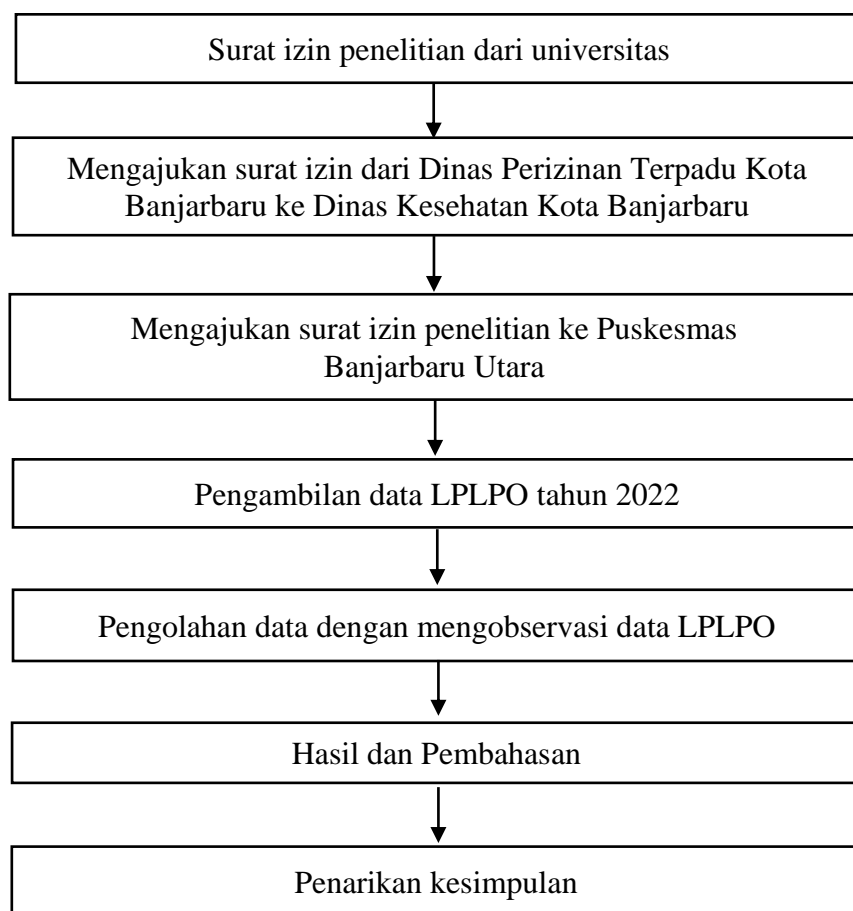 Surat izin penelitian dari universitas
Mengajukan surat izin dari Dinas Perizinan Terpadu Kota
Banjarbaru ke Dinas Kesehatan Kota Banjarbaru
Mengajukan surat izin penelitian ke Puskesmas
Banjarbaru Utara
Pengambilan data LPLPO tahun 2022
Pengolahan data dengan mengobservasi data LPLPO
Hasil dan Pembahasan
Penarikan kesimpulan